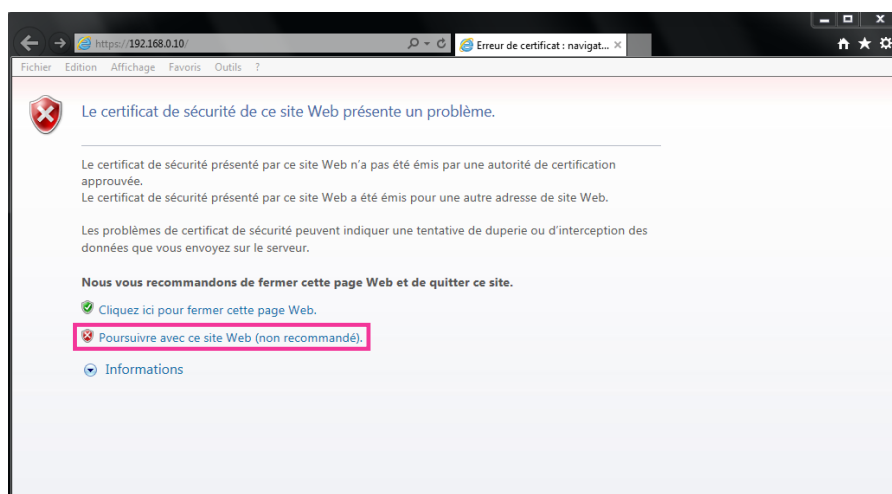 https://192.168.0.10/
Erreur de certificat : navigat...
Fichier Edition Affichage Favoris Outils ?
Le certificat de sécurité de ce site Web présente un problème.
Le certificat de sécurité présenté par ce site Web n'a pas été émis par une autorité de certification
approuvée.
Le certificat de sécurité présenté par ce site Web a été émis pour une autre adresse de site Web.
Les problèmes de certificat de sécurité peuvent indiquer une tentative de duperie ou d'interception des
données que vous envoyez sur le serveur.
Nous vous recommandons de fermer cette page Web et de quitter ce site.
Cliquez ici pour fermer cette page Web.
Poursuivre avec ce site Web (non recommandé).
Informations